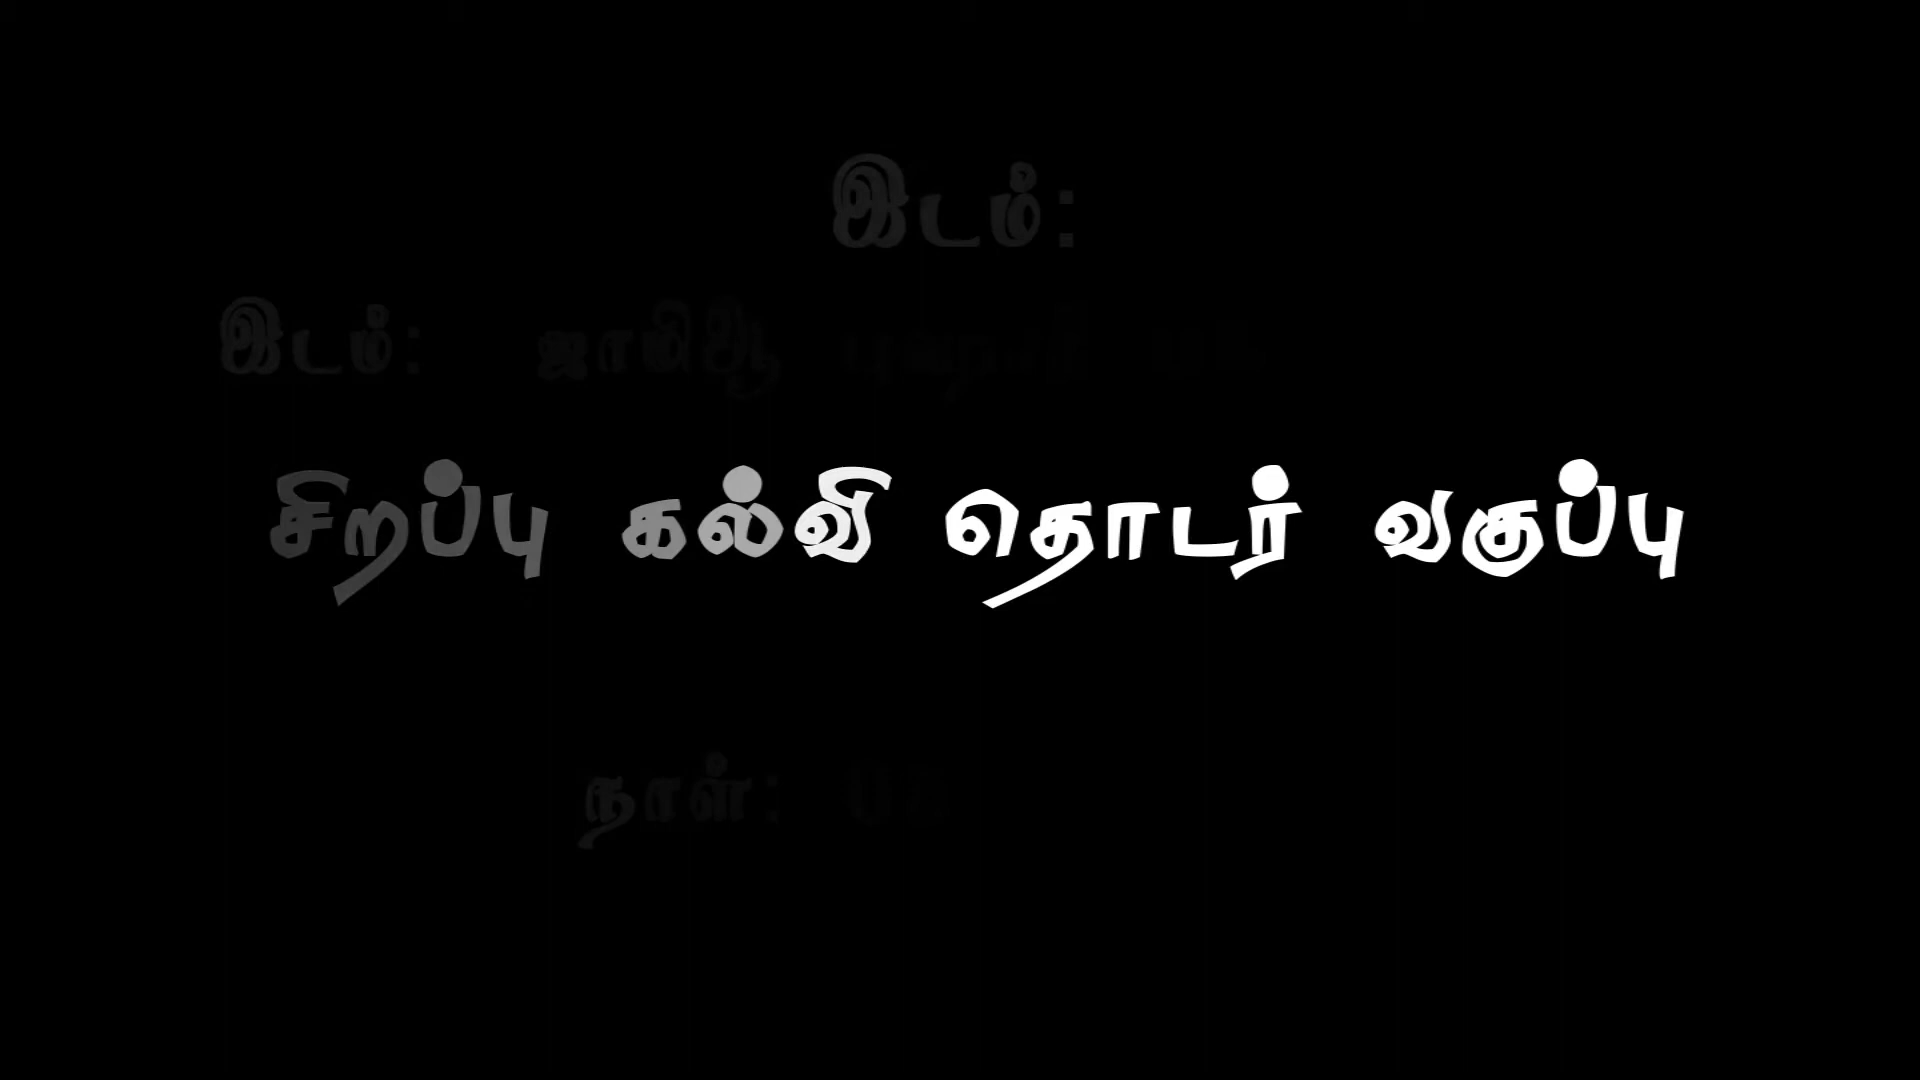 இடம்:
இடம்: ஜாமிஆ
சிறப்பு கல்வி தொடர் வகுப்பு
நாள்: